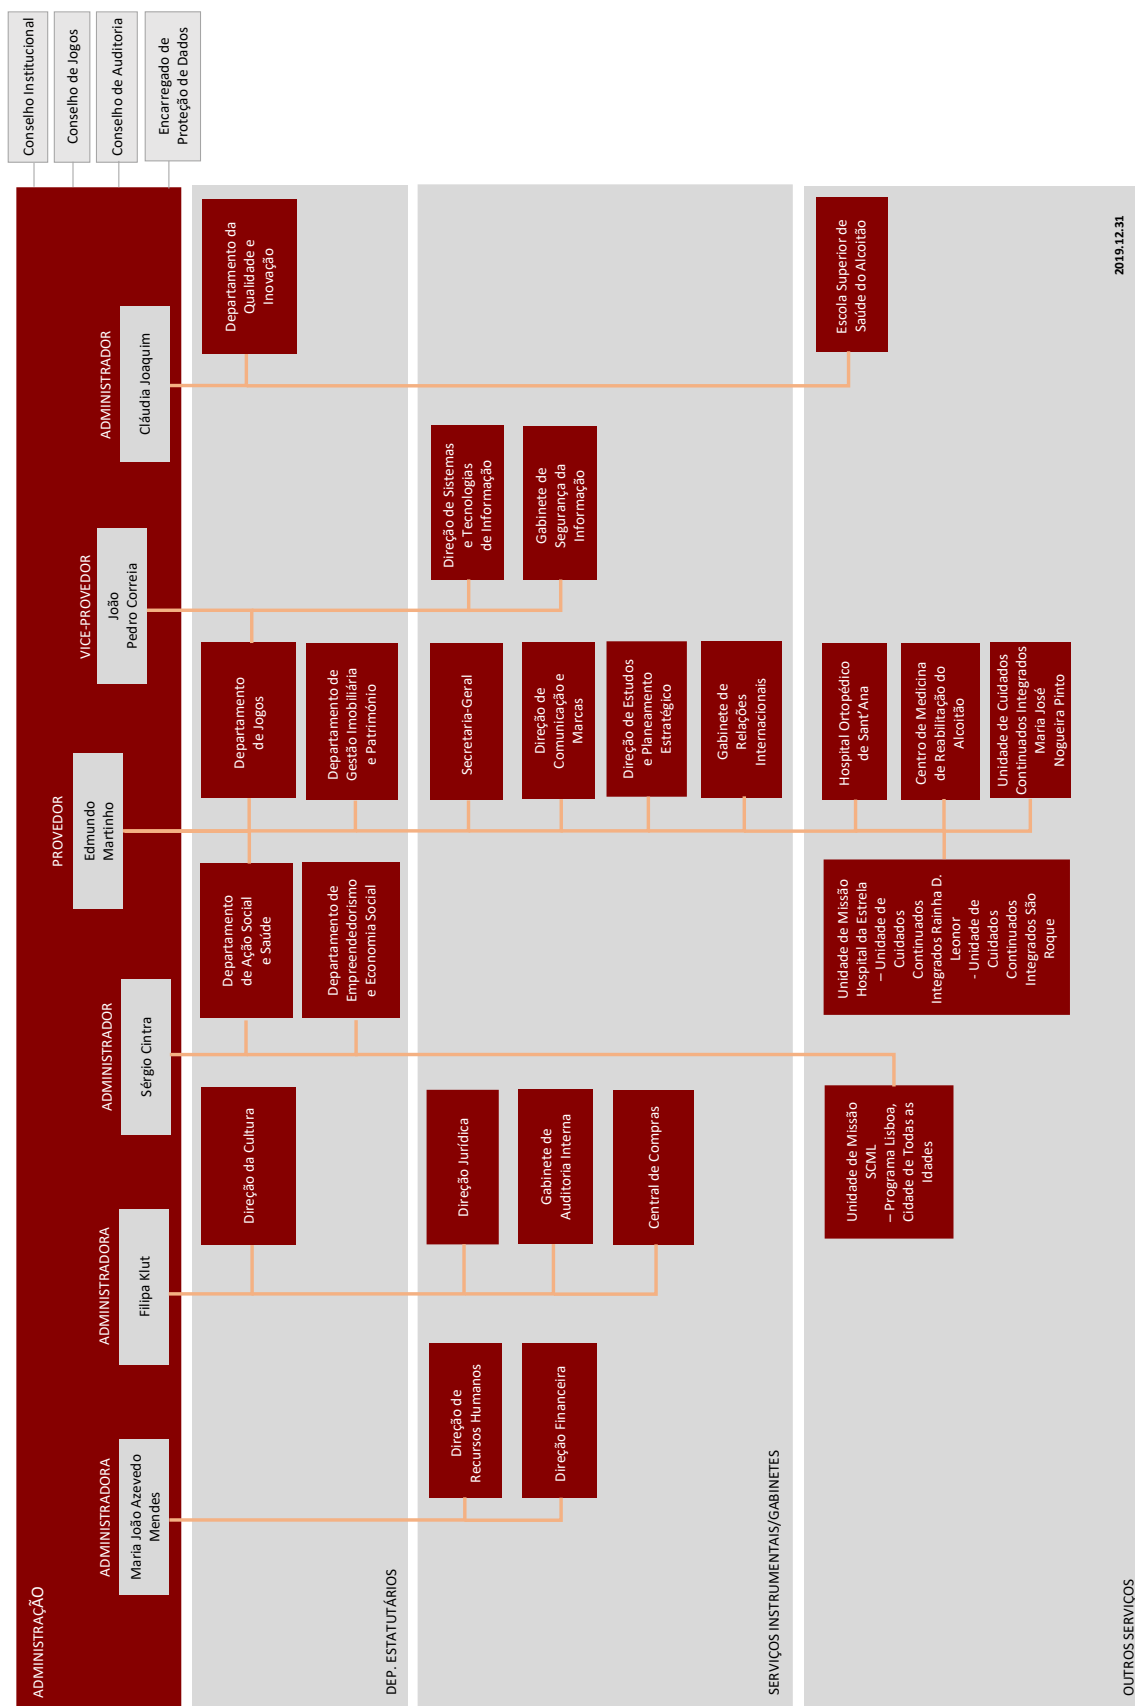 ADMINISTRAÇÃO
Conselho Institucional
Conselho de Jogos
Conselho de Auditoria
Encarregado de
Proteção de Dados
ADMINISTRADORA
Maria João Azevedo
Mendes
ADMINISTRADORA
Filipa Klut
ADMINISTRADOR
Sérgio Cintra
PROVEDOR
Edmundo
Martinho
VICE-PROVEDOR
João
Pedro Correia
ADMINISTRADOR
Cláudia Joaquim
DEP. ESTATUTÁRIOS
Direção da Cultura
Departamento
de Ação Social
e Saúde
Departamento de
Empreendedorismo
e Economia Social
Departamento
de Jogos
Departamento de
Gestão Imobiliária
e Património
Departamento da
Qualidade e
Inovação
SERVIÇOS INSTRUMENTAIS/GABINETES
Direção de
Recursos Humanos
Direção Financeira
Direção Jurídica
Gabinete de
Auditoria Interna
Central de Compras
Secretaria-Geral
Direção de
Comunicação e
Marcas
Direção de Estudos
e Planeamento
Estratégico
Gabinete de
Relações
Internacionais
Direção de Sistemas
e Tecnologias
de Informação
Gabinete de
Segurança da
Informação
OUTROS SERVIÇOS
Unidade de Missão
SCML
– Programa Lisboa,
Cidade de Todas as
Idades
Unidade de Missão
Hospital da Estrela
– Unidade de
Cuidados
Continuados
Integrados Rainha D.
Leonor
- Unidade de
Cuidados
Continuados
Integrados São
Roque
Hospital Ortopédico
de Sant'Ana
Centro de Medicina
de Reabilitação do
Alcoitão
Unidade de Cuidados
Continuados Integrados
Maria José
Nogueira Pinto
Escola Superior de
Saúde do Alcoitão
2019.12.31